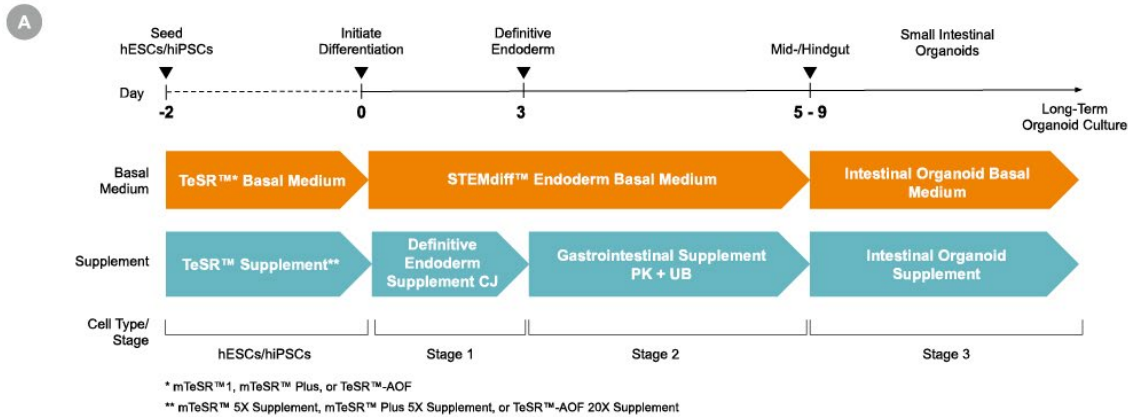 A
Seed
hESCs/hiPSCs
Initiate
Differentiation
Definitive
Endoderm
Mid-/Hindgut
Small Intestinal
Organoids
Day
-2
0
3
5 - 9
Long-Term
Organoid Culture
Basal
Medium
TeSR™* Basal Medium
STEMdiff™ Endoderm Basal Medium
Intestinal Organoid Basal
Medium
Supplement
TeSR™ Supplement**
Definitive
Endoderm
Supplement CJ
Gastrointestinal Supplement
PK + UB
Intestinal Organoid
Supplement
Cell Type/
Stage
hESCs/hiPSCs
Stage 1
Stage 2
Stage 3
* mTeSR™1, mTeSR™ Plus, or TeSR™-AOF
** mTeSR™ 5X Supplement, mTeSR™ Plus 5X Supplement, or TeSR™-AOF 20X Supplement